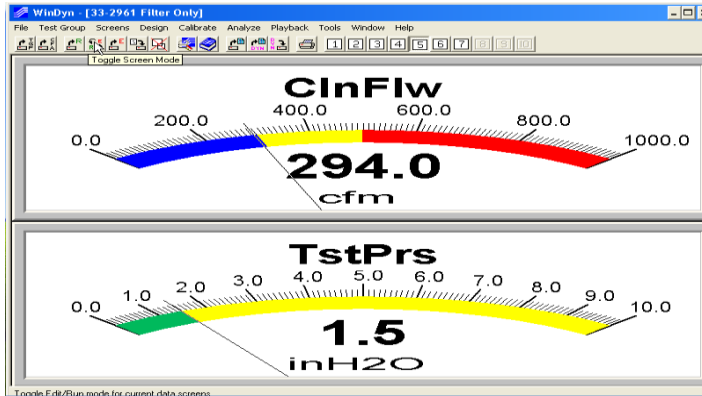 WinDyn - [33-2961 Filter Only]
File Test Group Screens Design Calibrate Analyze Playback Tools Window Help
1 2 3 4 5 6 7 8 9 10
Toggle Screen Mode
ClnFlw
0.0 200.0 400.0 600.0 800.0 1000.0
294.0
cfm
TstPrs
0.0 1.0 2.0 3.0 4.0 5.0 6.0 7.0 8.0 9.0 10.0
1.5
inH2O
Toggle Edit/Run mode for current data screens